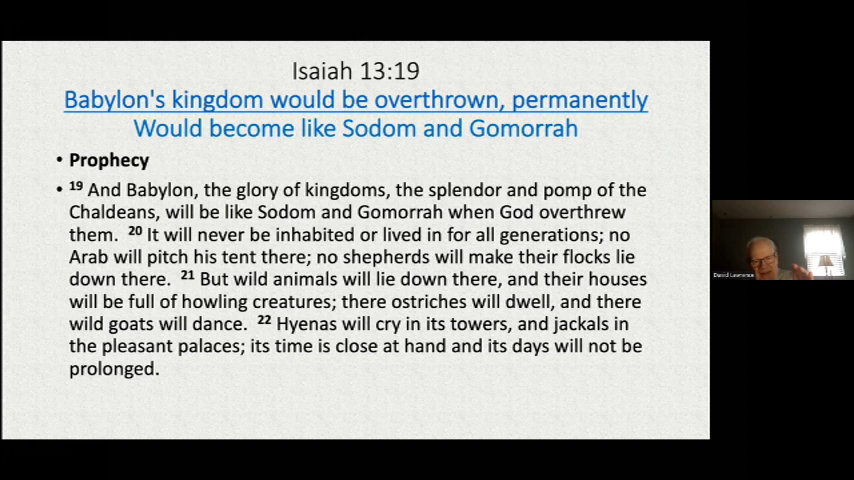 Isaiah 13:19
Babylon's kingdom would be overthrown, permanently
Would become like Sodom and Gomorrah
• Prophecy
• 19 And Babylon, the glory of kingdoms, the splendor and pomp of the
Chaldeans, will be like Sodom and Gomorrah when God overthrew
them. 20 It will never be inhabited or lived in for all generations; no
Arab will pitch his tent there; no shepherds will make their flocks lie
down there. 21 But wild animals will lie down there, and their houses
will be full of howling creatures; there ostriches will dwell, and there
wild goats will dance. 22 Hyenas will cry in its towers, and jackals in
the pleasant palaces; its time is close at hand and its days will not be
prolonged.
David Lawrence